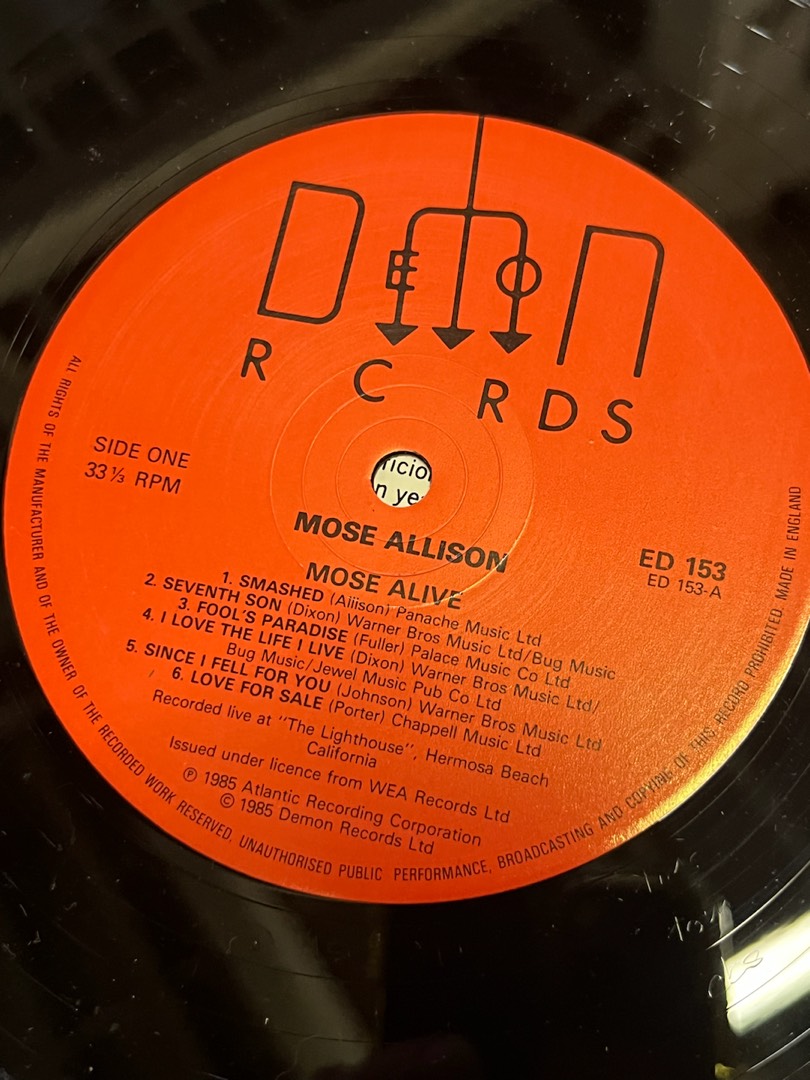 DEMON
R C RDS
SIDE ONE
33⅓ RPM
MOSE ALLISON
MOSE ALIVE
ED 153
ED 153-A
1. SMASHED (Allison) Panache Music Ltd
2. SEVENTH SON (Dixon) Warner Bros Music Ltd/Bug Music
3. FOOL'S PARADISE (Fuller) Palace Music Co Ltd
4. I LOVE THE LIFE I LIVE (Dixon) Warner Bros Music Ltd/
Bug Music/Jewel Music Pub Co Ltd
5. SINCE I FELL FOR YOU (Johnson) Warner Bros Music Ltd
6. LOVE FOR SALE (Porter) Chappell Music Ltd
Recorded live at "The Lighthouse", Hermosa Beach
California
Issued under licence from WEA Records Ltd
℗ 1985 Atlantic Recording Corporation
© 1985 Demon Records Ltd
ALL RIGHTS OF THE MANUFACTURER AND OF THE OWNER OF THE RECORDED WORK RESERVED, UNAUTHORISED PUBLIC PERFORMANCE, BROADCASTING AND COPYING OF THIS RECORD PROHIBITED. MADE IN ENGLAND